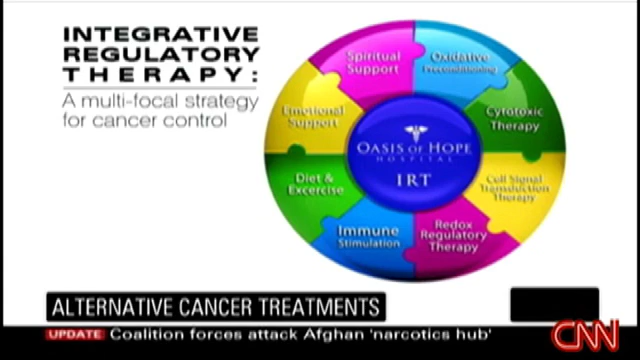 INTEGRATIVE
REGULATORY
THERAPY:
A multi-focal strategy
for cancer control
Spiritual
Support
Oxidative
Preconditioning
Cytotoxic
Therapy
Cell Signal
Transduction
Therapy
Redox
Regulatory
Therapy
Immune
Stimulation
Diet &
Excercise
Emotional
Support
OASIS OF HOPE
HOSPITAL
IRT
ALTERNATIVE CANCER TREATMENTS
UPDATE Coalition forces attack Afghan 'narcotics hub'
CNN